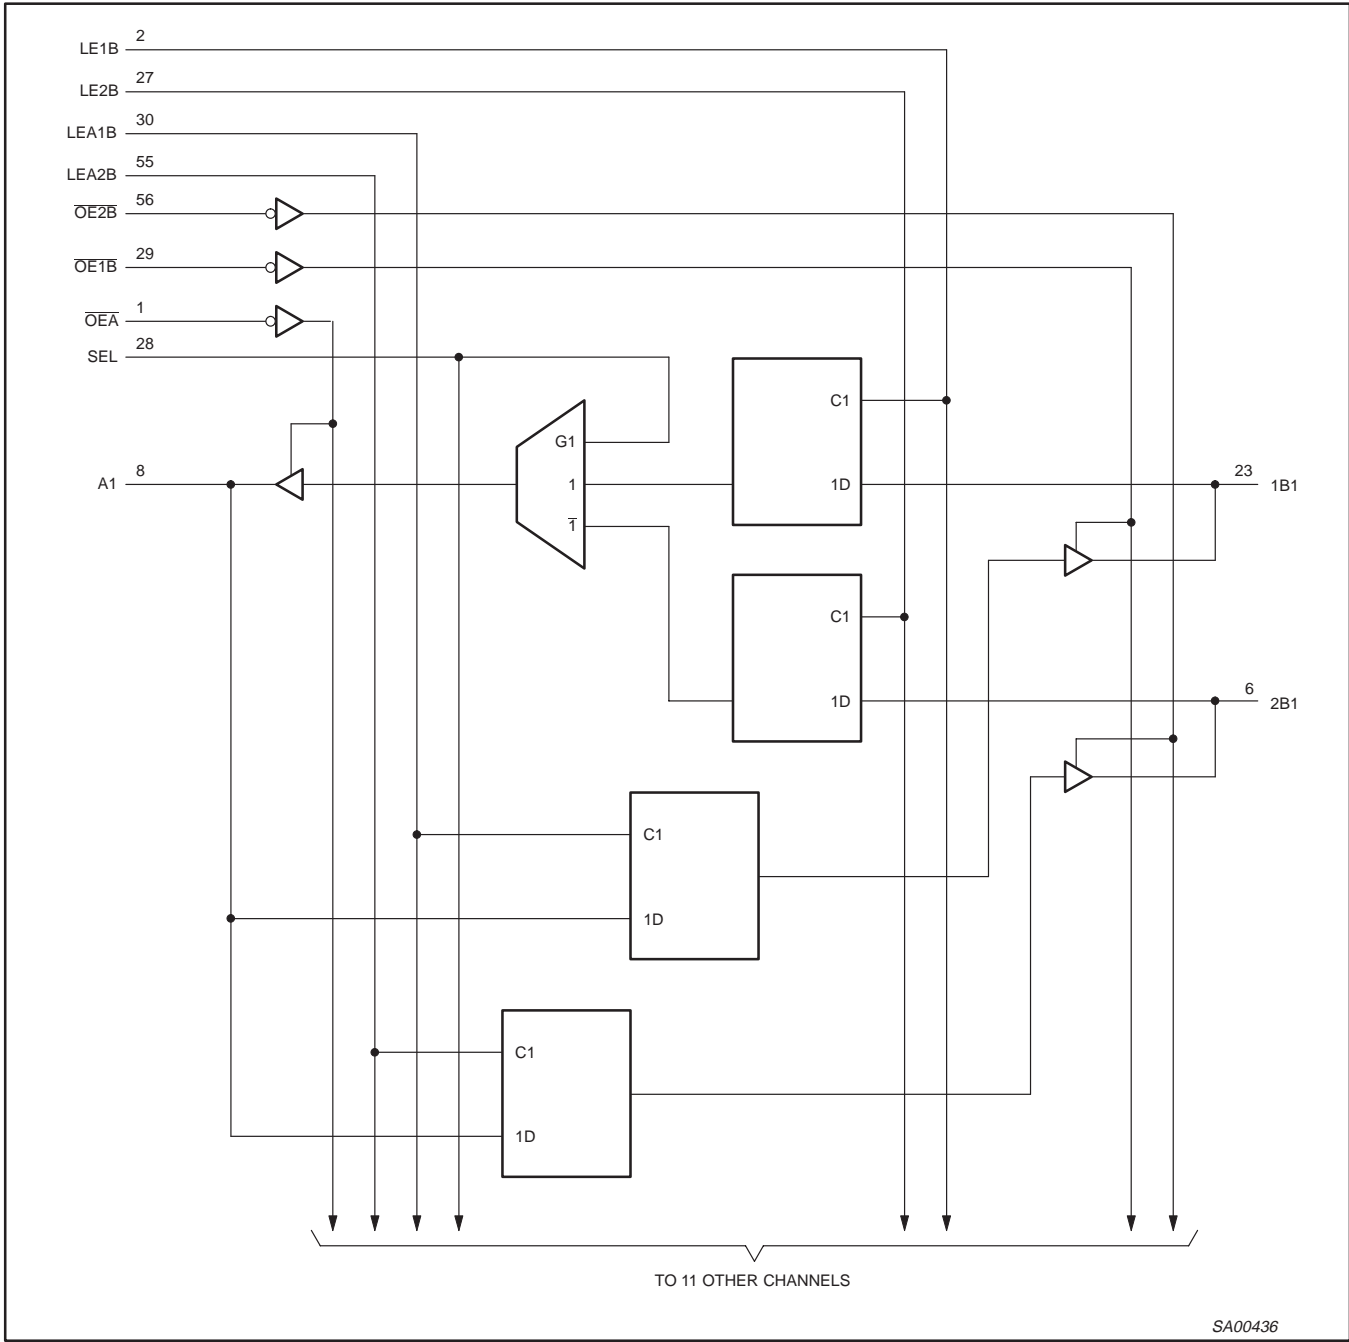 LE1B 2
LE2B 27
LEA1B 30
LEA2B 55
OE2B 56
OE1B 29
OEA 1
SEL 28
C1
G1
A1 8
1
1D
23 1B1
1
C1
1D
6 2B1
C1
1D
C1
1D
TO 11 OTHER CHANNELS
SA00436